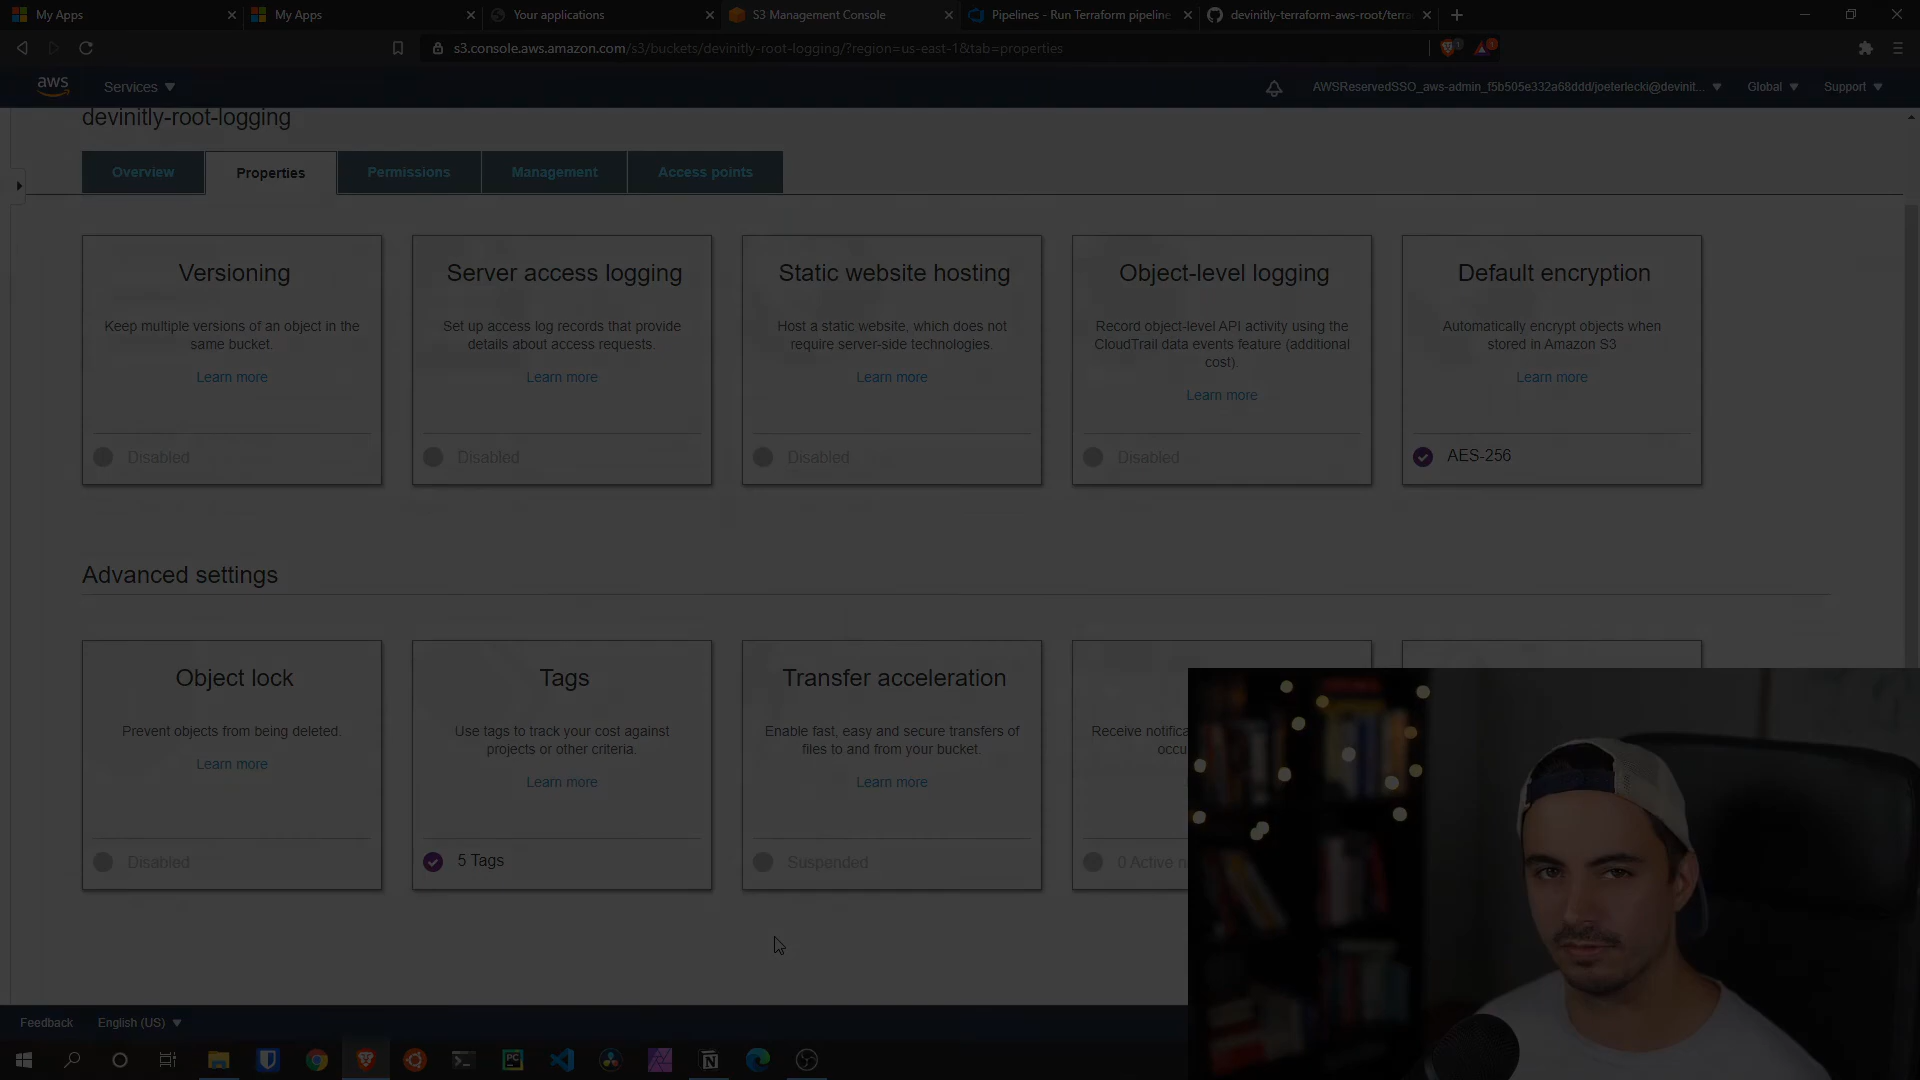 My Apps
My Apps
Your applications
S3 Management Console
Pipelines - Run Terraform pipeline
devinitly-terraform-aws-root/terra
s3.console.aws.amazon.com/s3/buckets/devinitly-root-logging/?region=us-east-1&tab=properties
aws
Services
AWSReservedSSO_aws-admin_f5b505e332a68ddd/joeterlecki@devinit...
Global
Support
devinitly-root-logging
Overview
Properties
Permissions
Management
Access points
Versioning
Keep multiple versions of an object in the
same bucket.
Learn more
Disabled
Server access logging
Set up access log records that provide
details about access requests.
Learn more
Disabled
Static website hosting
Host a static website, which does not
require server-side technologies.
Learn more
Disabled
Object-level logging
Record object-level API activity using the
CloudTrail data events feature (additional
cost).
Learn more
Disabled
Default encryption
Automatically encrypt objects when
stored in Amazon S3
Learn more
AES-256
Advanced settings
Object lock
Prevent objects from being deleted.
Learn more
Disabled
Tags
Use tags to track your cost against
projects or other criteria.
Learn more
5 Tags
Transfer acceleration
Enable fast, easy and secure transfers of
files to and from your bucket.
Learn more
Suspended
Receive notifica
occu
0 Active n
Feedback
English (US)